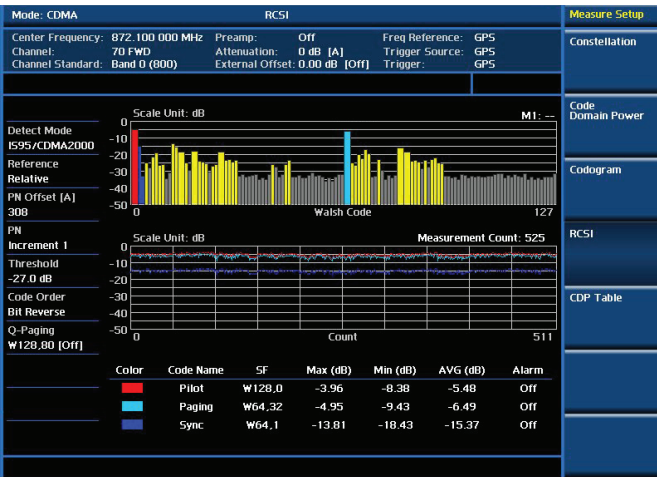 Mode: CDMA RCSI Measure Setup
Center Frequency: 872.100 000 MHz Preamp: Off Freq Reference: GPS
Channel: 70 FWD Attenuation: 0 dB [A] Trigger Source: GPS
Channel Standard: Band 0 (800) External Offset: 0.00 dB [Off] Trigger: GPS
Constellation
Code
Domain Power
Codogram
RCSI
CDP Table
Detect Mode
IS95/CDMA2000
Reference
Relative
PN Offset [A]
308
PN
Increment 1
Threshold
-27.0 dB
Code Order
Bit Reverse
Q-Paging
W128,80 [Off]
Scale Unit: dB M1: --
0
-10
-20
-30
-40
-50
0 Walsh Code 127
Scale Unit: dB Measurement Count: 525
0
-10
-20
-30
-40
-50
0 Count 511
Color Code Name SF Max (dB) Min (dB) AVG (dB) Alarm
Pilot W128,0 -3.96 -8.38 -5.48 Off
Paging W64,32 -4.95 -9.43 -6.49 Off
Sync W64,1 -13.81 -18.43 -15.37 Off